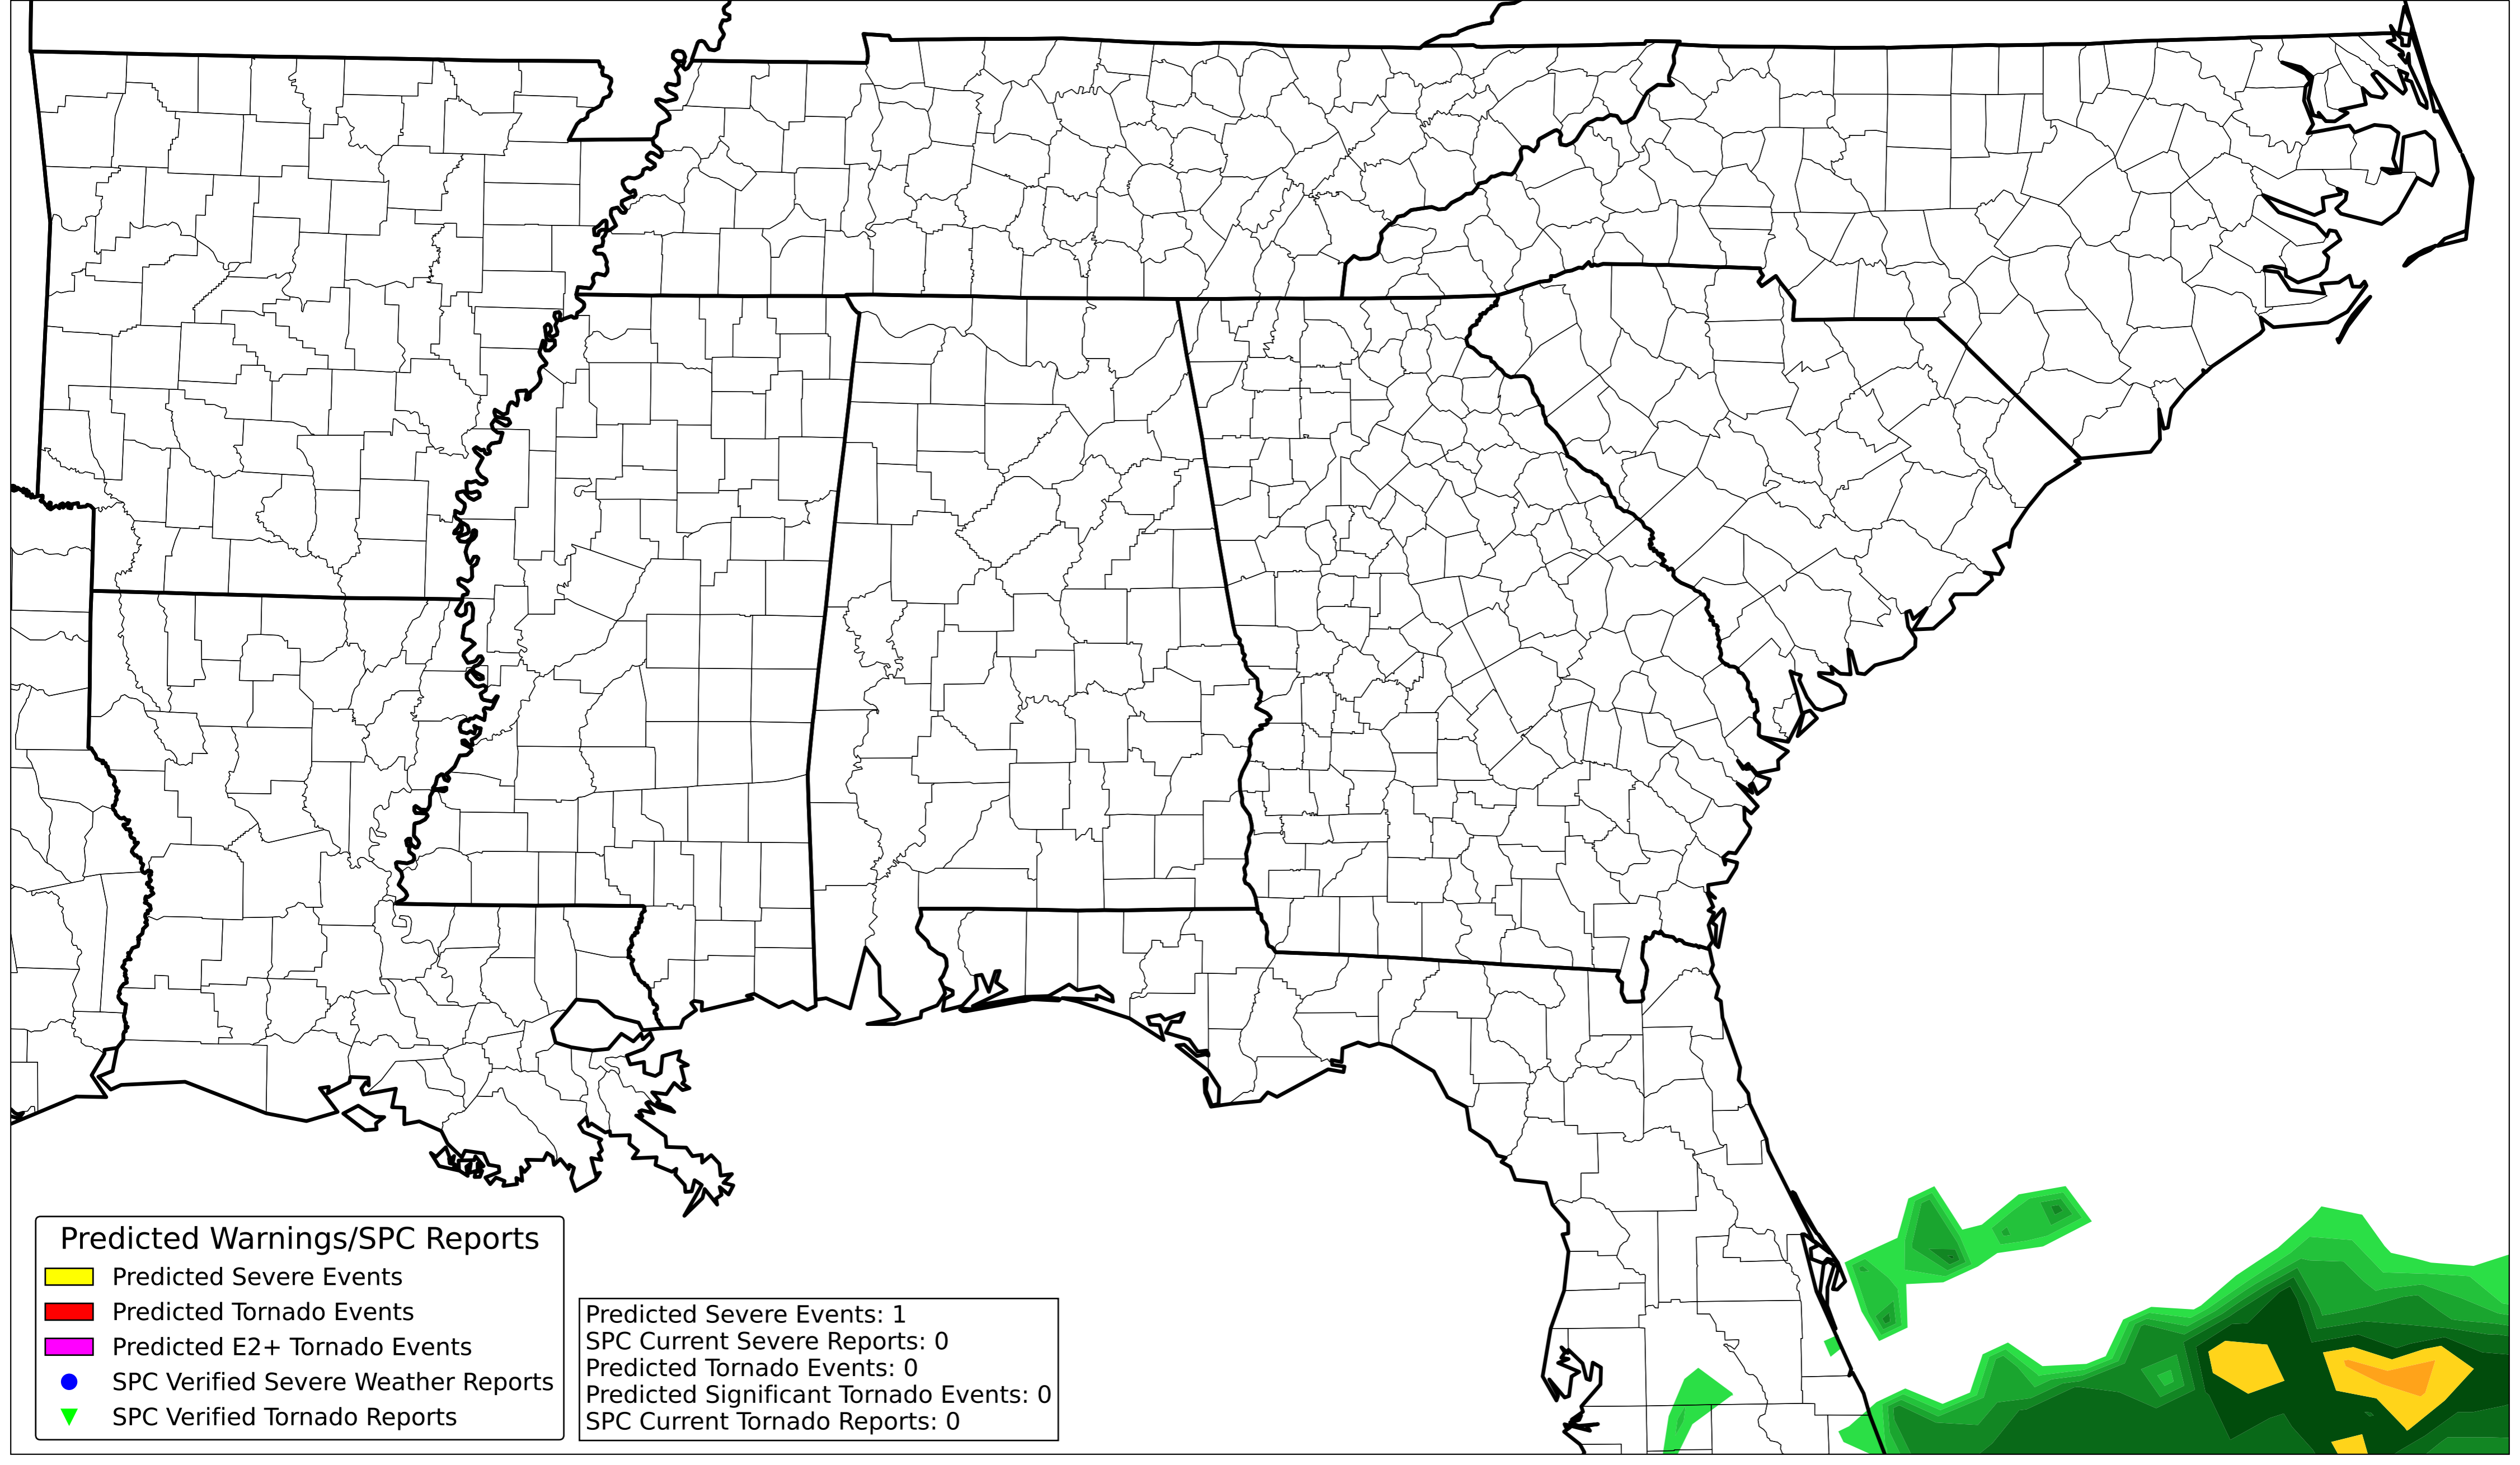 Predicted Warnings/SPC Reports
Predicted Severe Events
Predicted Tornado Events
Predicted E2+ Tornado Events
SPC Verified Severe Weather Reports
SPC Verified Tornado Reports
Predicted Severe Events: 1
SPC Current Severe Reports: 0
Predicted Tornado Events: 0
Predicted Significant Tornado Events: 0
SPC Current Tornado Reports: 0